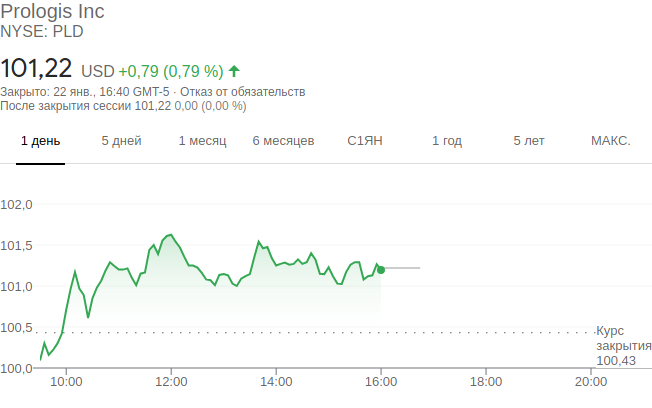 Prologis Inc
NYSE: PLD
101,22 USD +0,79 (0,79 %)
Закрыто: 22 янв., 16:40 GMT-5 · Отказ от обязательств
После закрытия сессии 101,22 0,00 (0,00 %)
1 день 5 дней 1 месяц 6 месяцев С1ЯН 1 год 5 лет МАКС.
102,0
101,5
101,0
100,5
Курс
закрытия
100,43
100,0
10:00 12:00 14:00 16:00 18:00 20:00